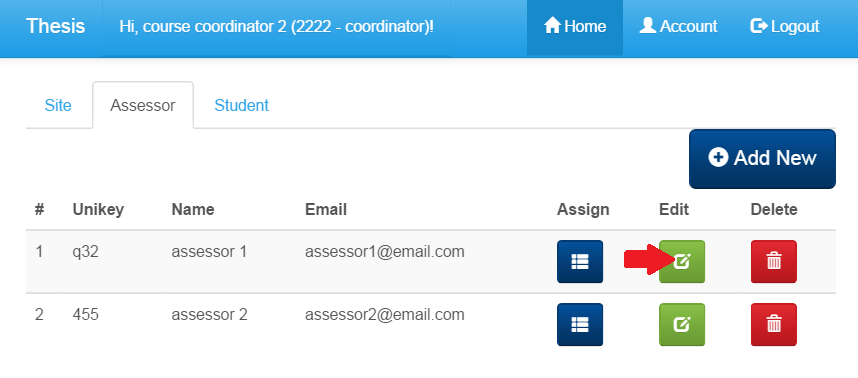 Thesis Hi, course coordinator 2 (2222 - coordinator)! Home Account Logout
Site Assessor Student
Add New
# Unikey Name Email Assign Edit Delete
1 q32 assessor 1 assessor1@email.com
2 455 assessor 2 assessor2@email.com